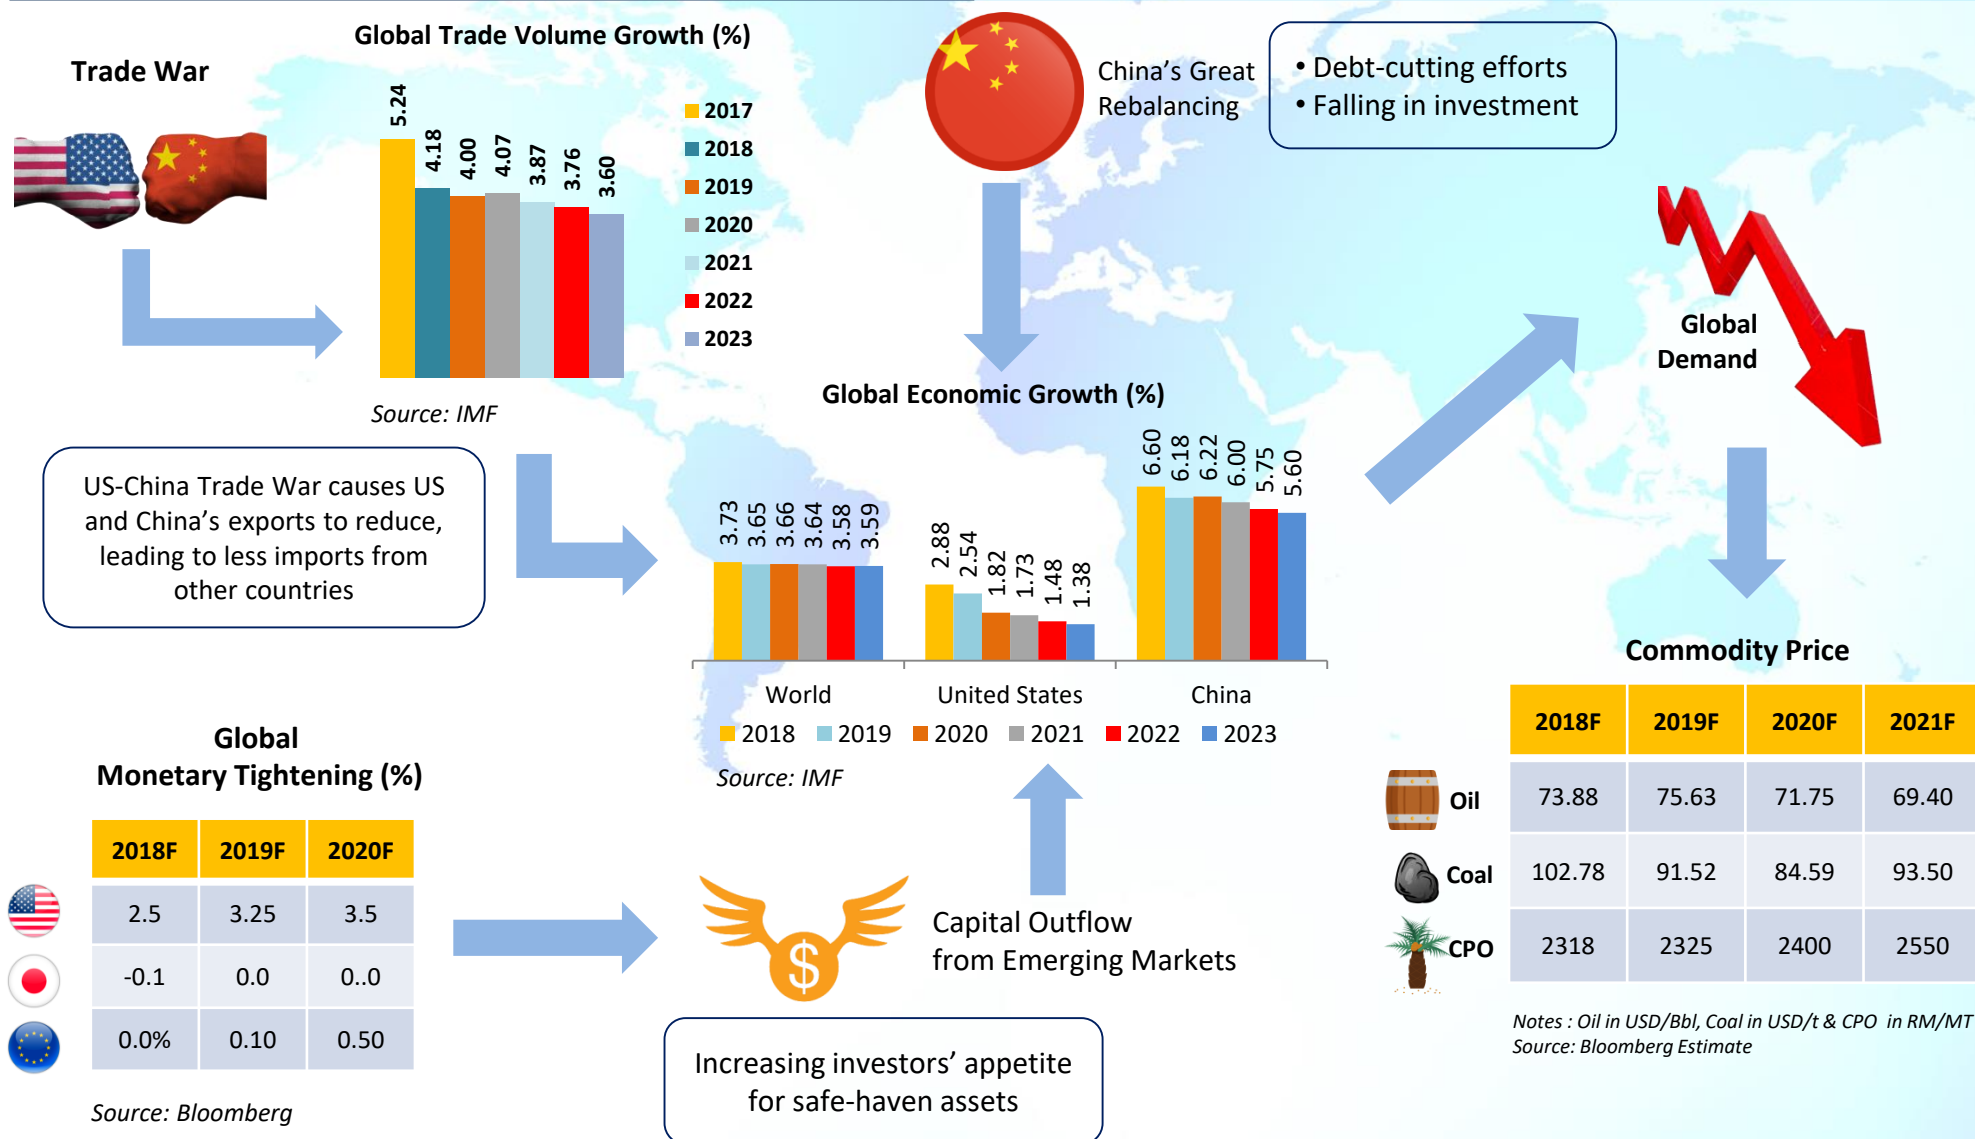 Trade War
Global Trade Volume Growth (%)
5.24
4.18
4.00
4.07
3.87
3.76
3.60
2017
2018
2019
2020
2021
2022
2023
Source: IMF
US-China Trade War causes US
and China's exports to reduce,
leading to less imports from
other countries
China's Great
Rebalancing
• Debt-cutting efforts
• Falling in investment
Global Economic Growth (%)
3.73
3.65
3.66
3.64
3.58
3.59
2.88
2.54
1.82
1.73
1.48
1.38
6.60
6.18
6.22
6.00
5.75
5.60
World United States China
2018 2019 2020 2021 2022 2023
Source: IMF
Global
Demand
Commodity Price
2018F 2019F 2020F 2021F
Oil 73.88 75.63 71.75 69.40
Coal 102.78 91.52 84.59 93.50
CPO 2318 2325 2400 2550
Notes : Oil in USD/Bbl, Coal in USD/t & CPO in RM/MT
Source: Bloomberg Estimate
Global
Monetary Tightening (%)
2018F 2019F 2020F
2.5 3.25 3.5
-0.1 0.0 0..0
0.0% 0.10 0.50
Source: Bloomberg
$
Capital Outflow
from Emerging Markets
Increasing investors' appetite
for safe-haven assets